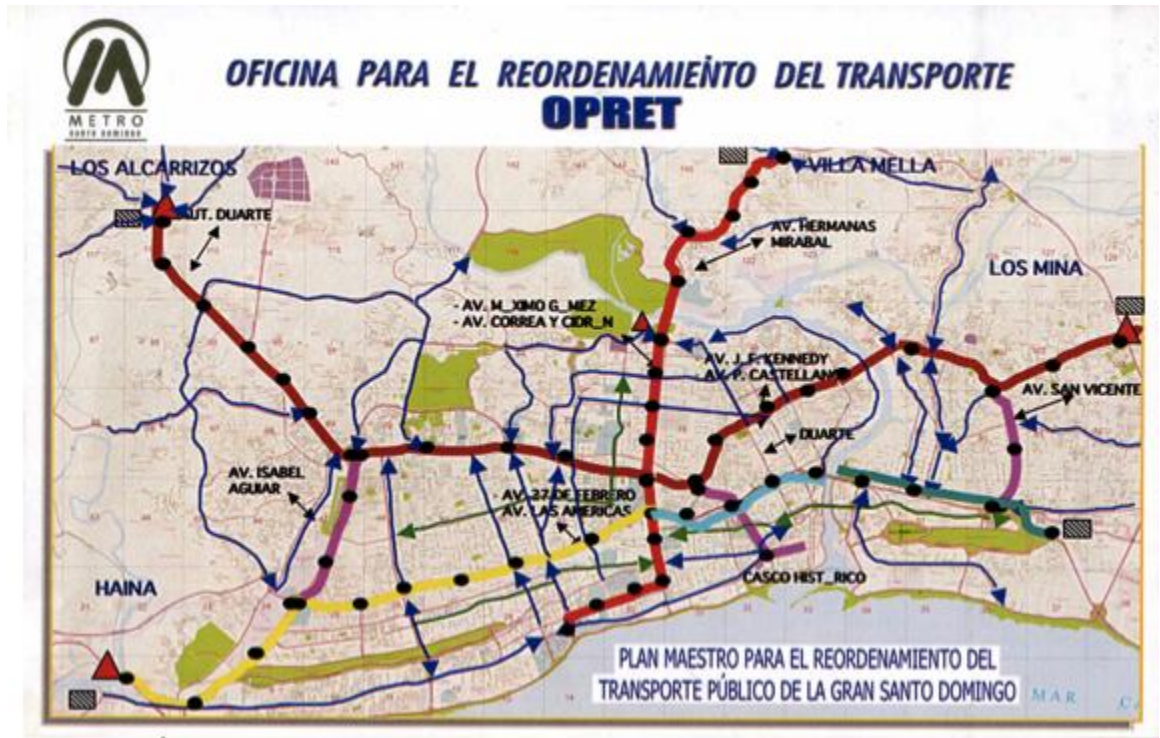 METRO
SANTO DOMINGO
OFICINA PARA EL REORDENAMIENTO DEL TRANSPORTE
OPRET
LOS ALCARRIZOS
VILLA MELLA
AUT. DUARTE
AV. HERMANAS
MIRABAL
LOS MINA
- AV. M_XIMO G_MEZ
- AV. CORREA Y CIDR_N
- AV. J. F. KENNEDY
- AV. P. CASTELLAN
AV. SAN VICENTE
DUARTE
AV. ISABEL
AGUIAR
- AV. 27 DE FEBRERO
AV. LAS AMERICAS
HAINA
CASCO HIST_RICO
PLAN MAESTRO PARA EL REORDENAMIENTO DEL
TRANSPORTE PÚBLICO DE LA GRAN SANTO DOMINGO
MAR